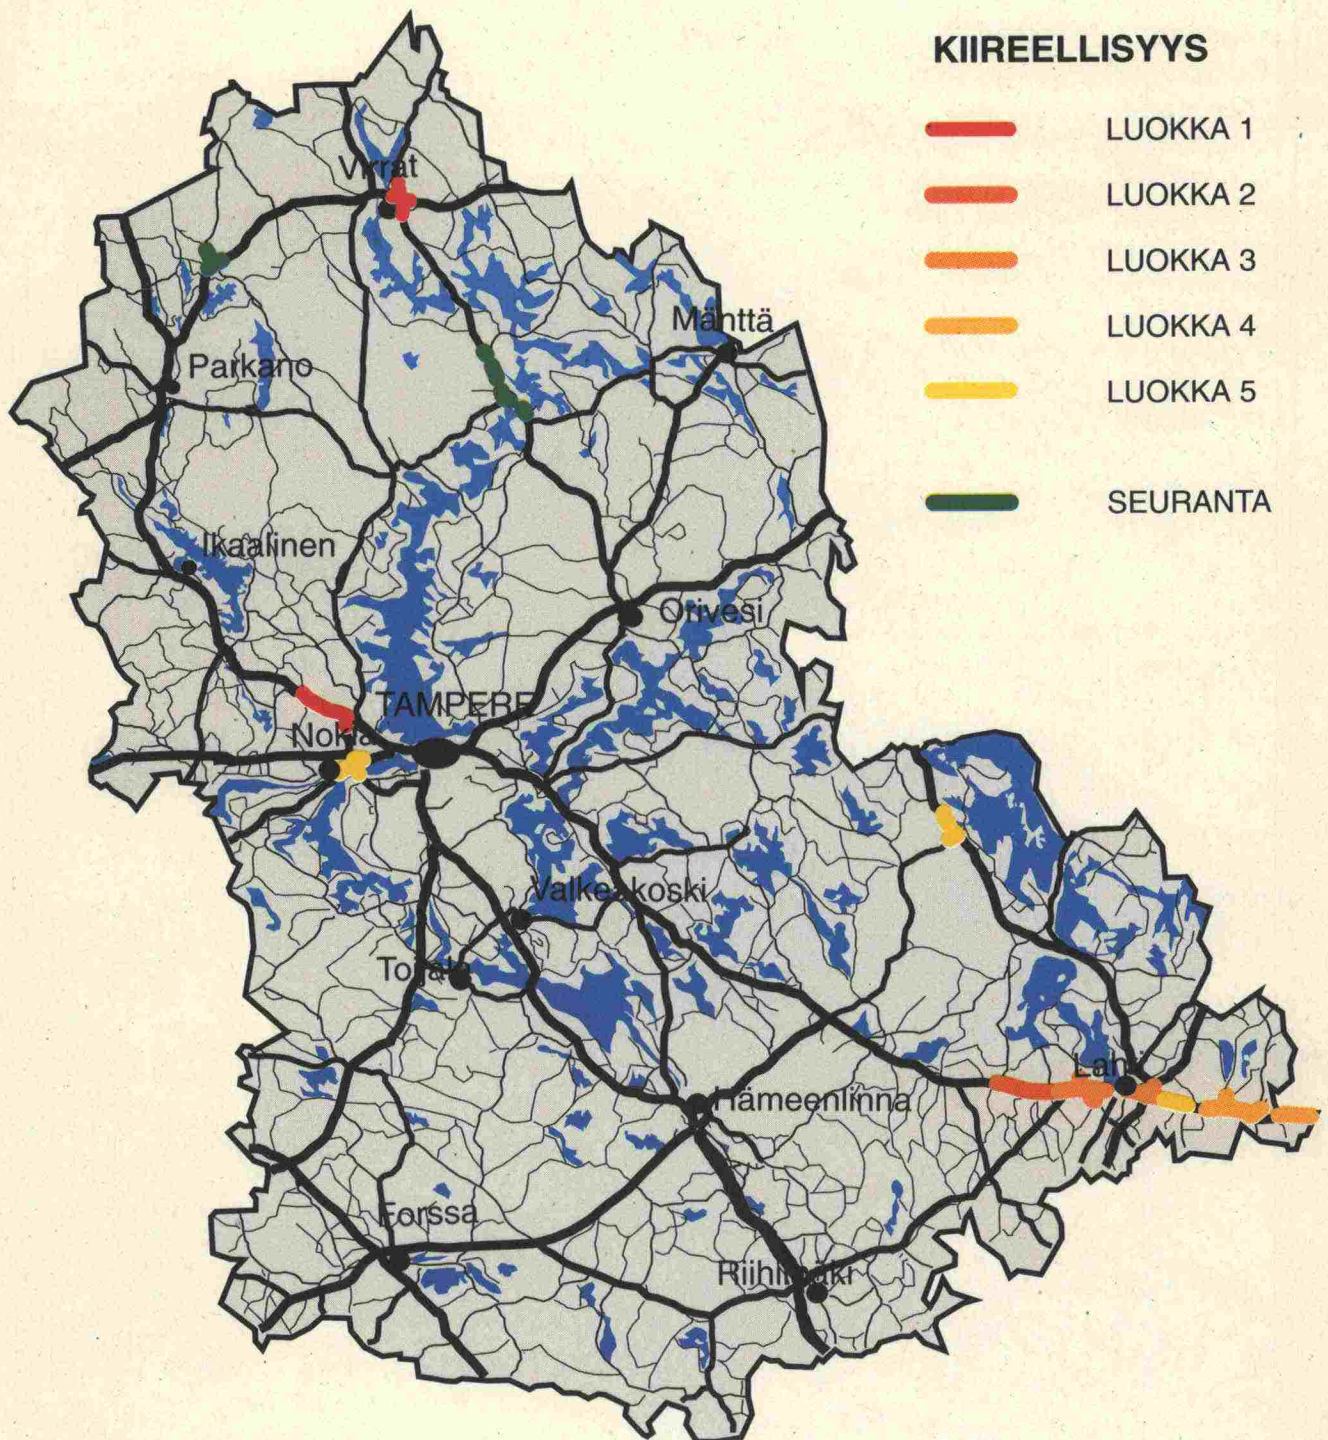 KIIREELLISYYS
LUOKKA 1
LUOKKA 2
LUOKKA 3
LUOKKA 4
LUOKKA 5
SEURANTA
Virrat
Mänttä
Parkano
Ikaalinen
Orivesi
TAMPERE
Nokia
Valkeakoski
Toijala
Lahti
Hämeenlinna
Forssa
Riihimäki